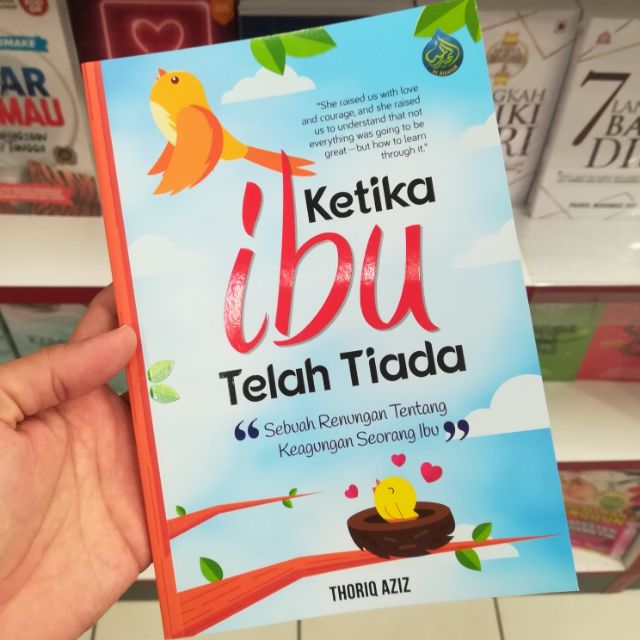 "She raised us with love
and courage, and she raised
us to understand that not
everything was going to be
great—but how to learn
through it."
Ketika
ibu
Telah Tiada
"Sebuah Renungan Tentang
Keagungan Seorang Ibu"
THORIQ AZIZ
7